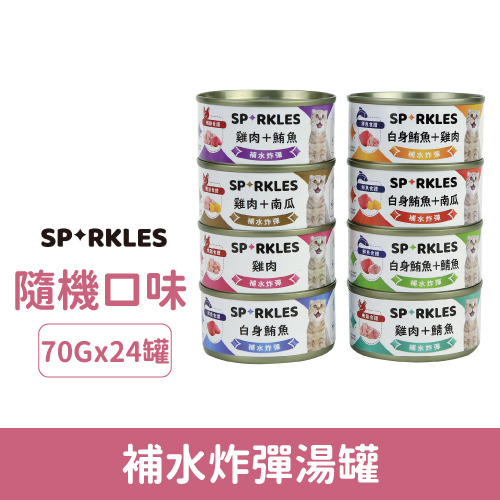 SP✦RKLES
隨機口味
70Gx24罐
SP✦RKLES
雞肉+鮪魚
補水炸彈
SP✦RKLES
雞肉+南瓜
補水炸彈
SP✦RKLES
雞肉
補水炸彈
SP✦RKLES
白身鮪魚
補水炸彈
SP✦RKLES
白身鮪魚+雞肉
補水炸彈
SP✦RKLES
白身鮪魚+南瓜
補水炸彈
SP✦RKLES
白身鮪魚+鯖魚
補水炸彈
SP✦RKLES
雞肉+鯖魚
補水炸彈
補水炸彈湯罐